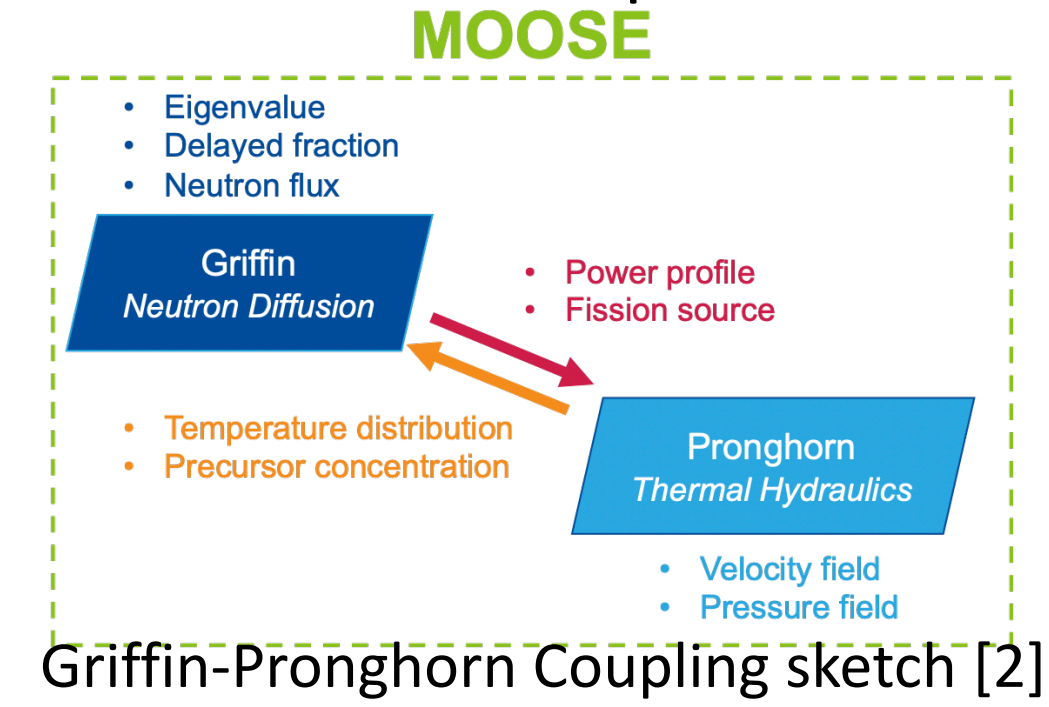 MOOSE
• Eigenvalue
• Delayed fraction
• Neutron flux
Griffin
Neutron Diffusion
• Power profile
• Fission source
• Temperature distribution
• Precursor concentration
Pronghorn
Thermal Hydraulics
• Velocity field
• Pressure field
Griffin-Pronghorn Coupling sketch [2]